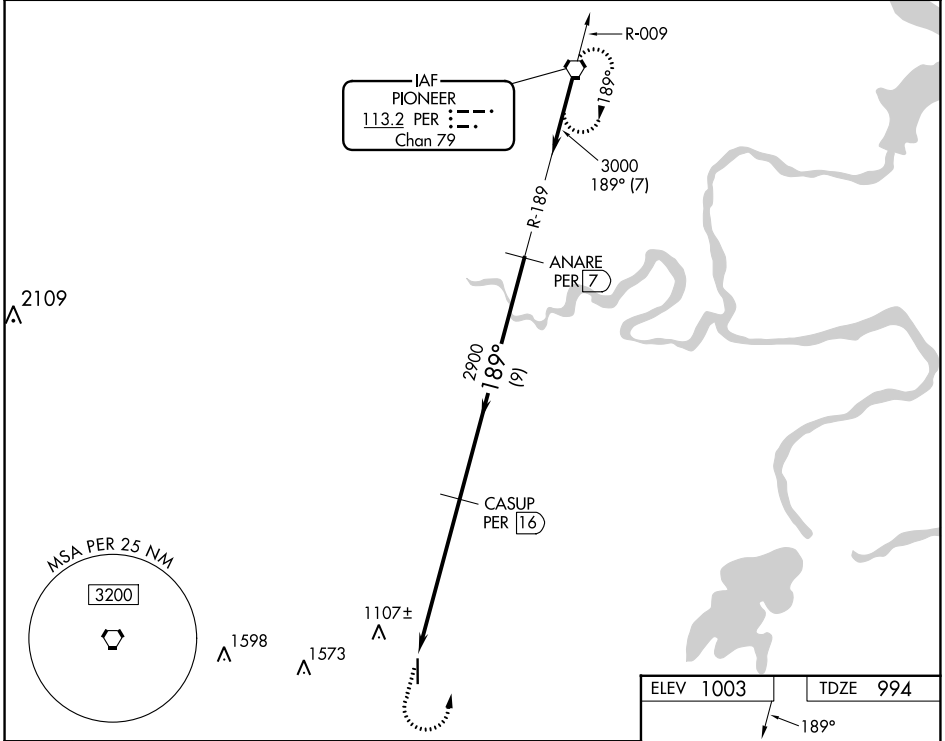 R-009
IAF
PIONEER
113.2 PER
Chan 79
189°
3000
189° (7)
R-189
ANARE
PER 7
2109
2900
189°
(9)
CASUP
PER 16
MSA PER 25 NM
3200
1107±
1598
1573
ELEV 1003
TDZE 994
189°